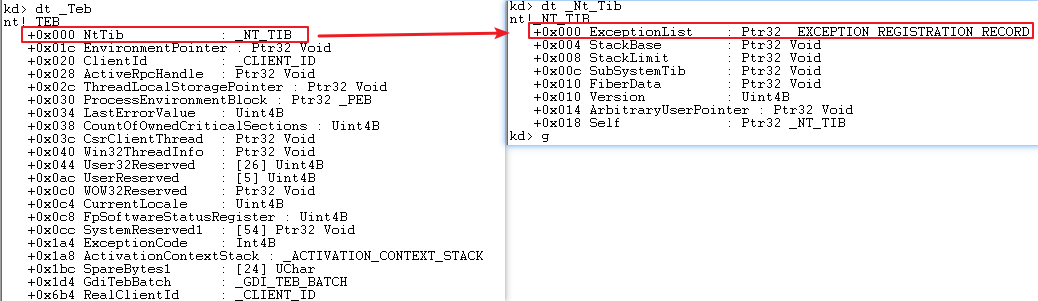 kd> dt _Teb
nt!_TEB
+0x000 NtTib : _NT_TIB
+0x01c EnvironmentPointer : Ptr32 Void
+0x020 ClientId : _CLIENT_ID
+0x028 ActiveRpcHandle : Ptr32 Void
+0x02c ThreadLocalStoragePointer : Ptr32 Void
+0x030 ProcessEnvironmentBlock : Ptr32 _PEB
+0x034 LastErrorValue : Uint4B
+0x038 CountOfOwnedCriticalSections : Uint4B
+0x03c CsrClientThread : Ptr32 Void
+0x040 Win32ThreadInfo : Ptr32 Void
+0x044 User32Reserved : [26] Uint4B
+0x0ac UserReserved : [5] Uint4B
+0x0c0 WOW32Reserved : Ptr32 Void
+0x0c4 CurrentLocale : Uint4B
+0x0c8 FpSoftwareStatusRegister : Uint4B
+0x0cc SystemReserved1 : [54] Ptr32 Void
+0x1a4 ExceptionCode : Int4B
+0x1a8 ActivationContextStack : _ACTIVATION_CONTEXT_STACK
+0x1bc SpareBytes1 : [24] UChar
+0x1d4 GdiTebBatch : _GDI_TEB_BATCH
+0x6b4 RealClientId : _CLIENT_ID
kd> dt _Nt_Tib
nt!_NT_TIB
+0x000 ExceptionList : Ptr32 _EXCEPTION_REGISTRATION_RECORD
+0x004 StackBase : Ptr32 Void
+0x008 StackLimit : Ptr32 Void
+0x00c SubSystemTib : Ptr32 Void
+0x010 FiberData : Ptr32 Void
+0x010 Version : Uint4B
+0x014 ArbitraryUserPointer : Ptr32 Void
+0x018 Self : Ptr32 _NT_TIB
kd> g